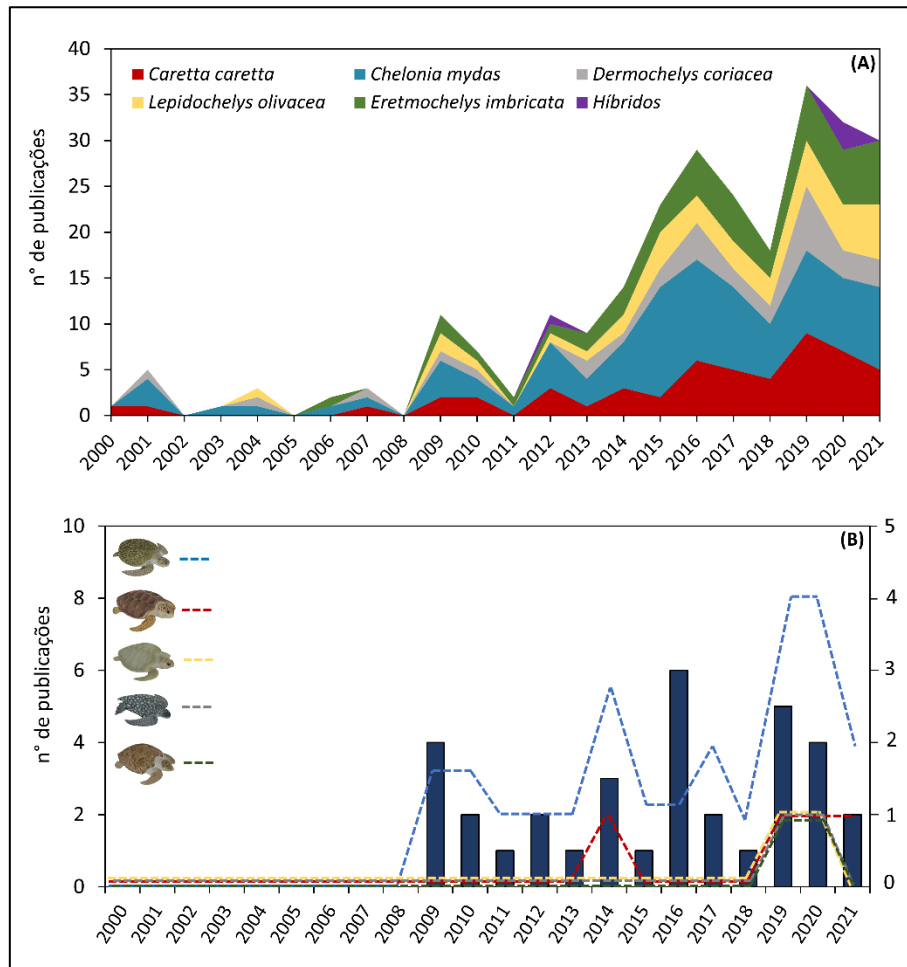 (A)
Caretta caretta Chelonia mydas Dermochelys coriacea
Lepidochelys olivacea Eretmochelys imbricata Híbridos
n° de publicações
40
35
30
25
20
15
10
5
0
2000 2001 2002 2003 2004 2005 2006 2007 2008 2009 2010 2011 2012 2013 2014 2015 2016 2017 2018 2019 2020 2021
(B)
n° de publicações
10
8
6
4
2
0
5
4
3
2
1
0
2000 2001 2002 2003 2004 2005 2006 2007 2008 2009 2010 2011 2012 2013 2014 2015 2016 2017 2018 2019 2020 2021